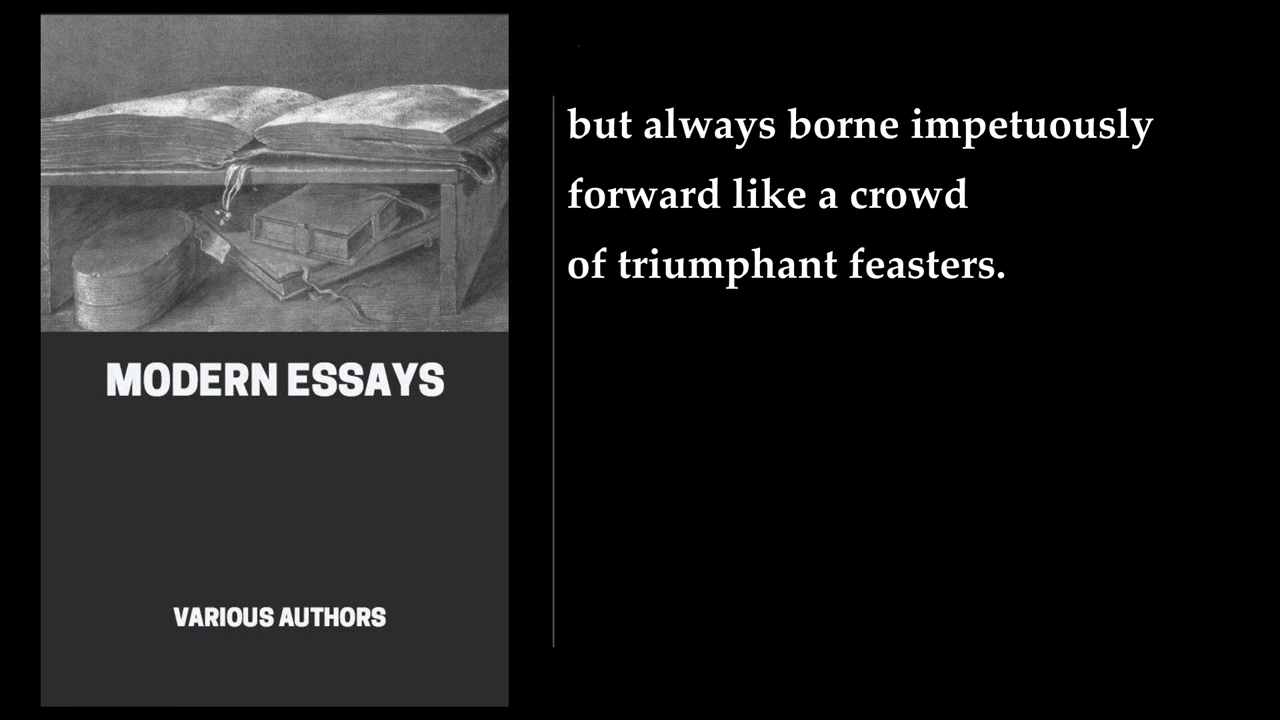 MODERN ESSAYS
VARIOUS AUTHORS
but always borne impetuously
forward like a crowd
of triumphant feasters.